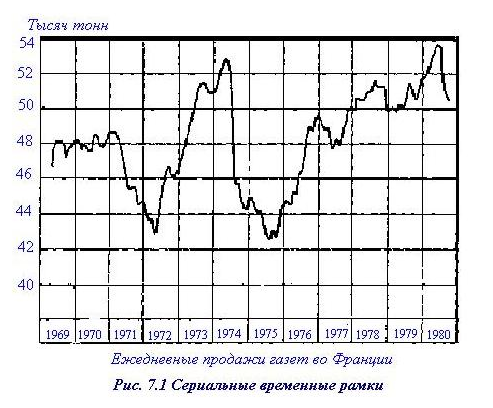 Тысяч тонн
54
52
50
48
46
44
42
40
1969 1970 1971 1972 1973 1974 1975 1976 1977 1978 1979 1980
Ежедневные продажи газет во Франции
Рис. 7.1 Сериальные временные рамки